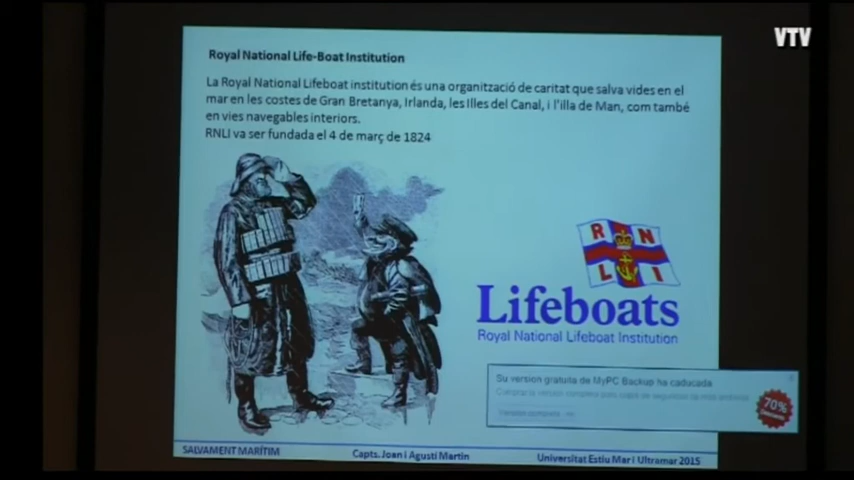 VTV
Royal National Life-Boat Institution
La Royal National Lifeboat institution és una organització de caritat que salva vides en el
mar en les costes de Gran Bretanya, Irlanda, les Illes del Canal, i l'illa de Man, com també
en vies navegables interiors.
RNLI va ser fundada el 4 de març de 1824
R N
L I
Lifeboats
Royal National Lifeboat Institution
Su version gratuita de MyPC Backup ha caducada
70%
SALVAMENT MARÍTIM
Capts. Joan i Agustí Martin
Universitat Estiu Mar i Ultramar 2015